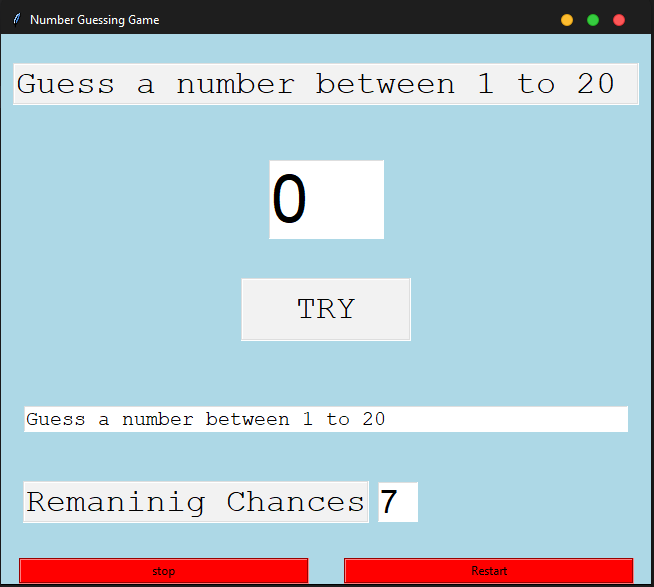 Number Guessing Game
Guess a number between 1 to 20
0
TRY
Guess a number between 1 to 20
Remaninig Chances 7
stop Restart